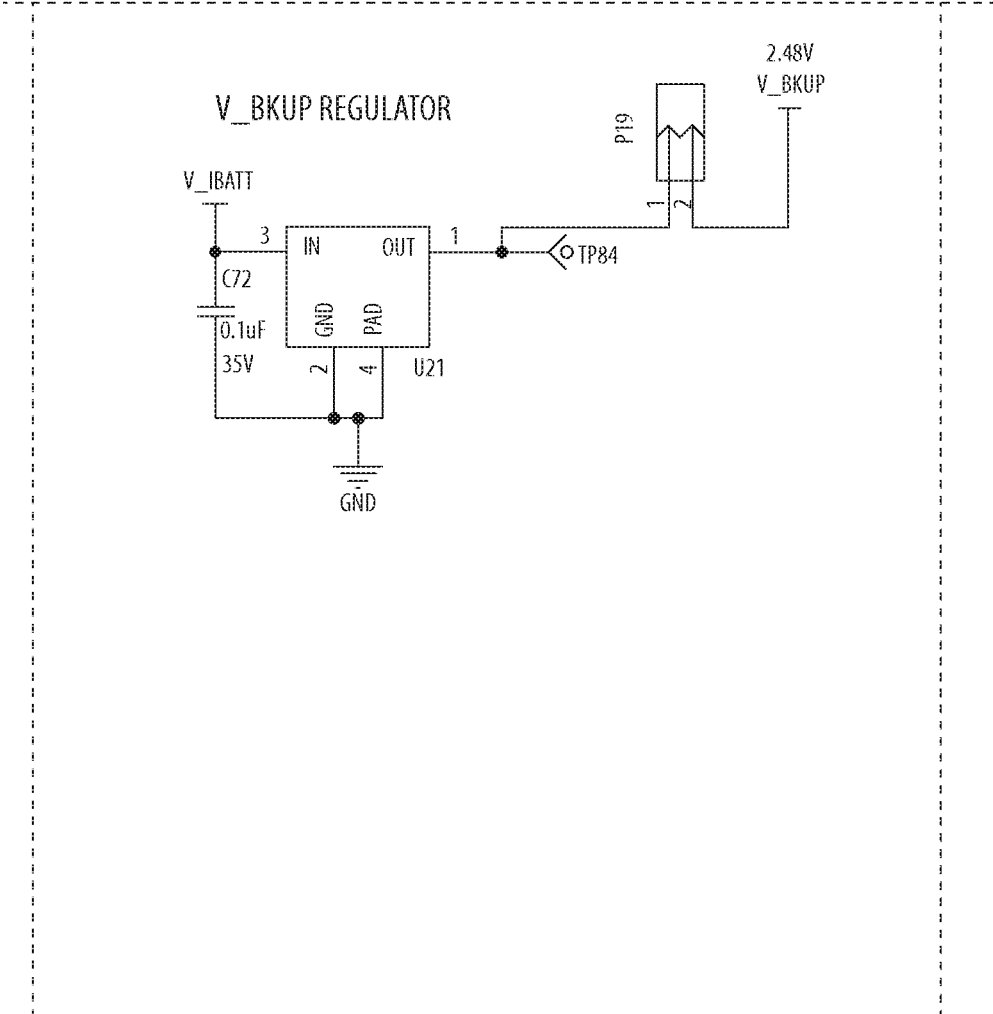 2.48V
V_BKUP
V_BKUP REGULATOR
P19
V_IBATT
1
2
3
IN
OUT
1
TP84
C72
0.1uF
35V
GND
PAD
2
4
U21
GND